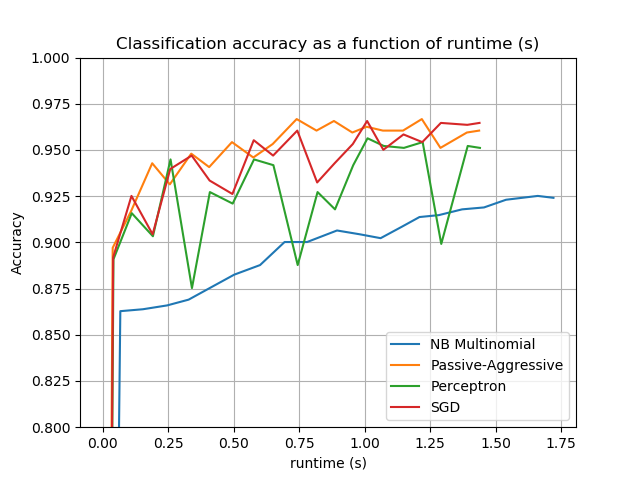 Classification accuracy as a function of runtime (s)
1.000
0.975
0.950
0.925
0.900
0.875
0.850
0.825
0.800
Accuracy
NB Multinomial
Passive-Aggressive
Perceptron
SGD
0.00 0.25 0.50 0.75 1.00 1.25 1.50 1.75
runtime (s)